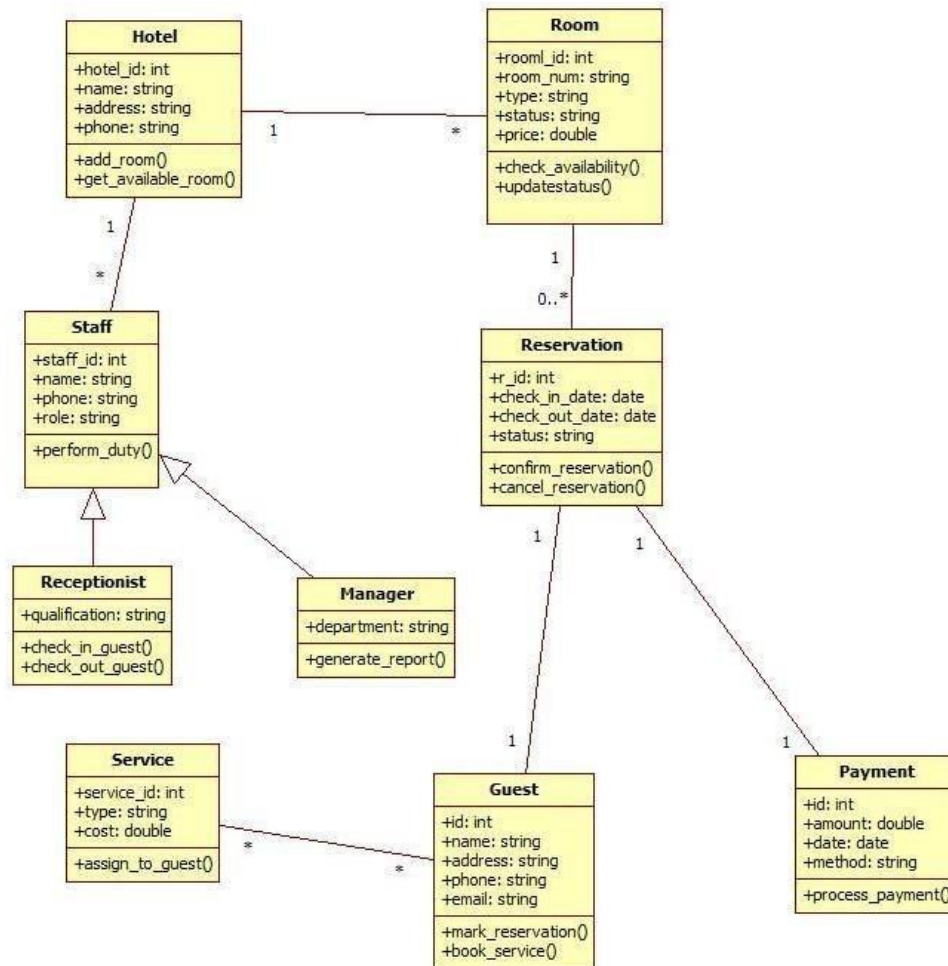 Hotel
+hotel_id: int
+name: string
+address: string
+phone: string
+add_room()
+get_available_room()
Room
+rooml_id: int
+room_num: string
+type: string
+status: string
+price: double
+check_availability()
+updatestatus()
1
*
1
*
1
0..*
Staff
+staff_id: int
+name: string
+phone: string
+role: string
+perform_duty()
Reservation
+r_id: int
+check_in_date: date
+check_out_date: date
+status: string
+confirm_reservation()
+cancel_reservation()
1
1
Receptionist
+qualification: string
+check_in_guest()
+check_out_guest()
Manager
+department: string
+generate_report()
1
1
Service
+service_id: int
+type: string
+cost: double
+assign_to_guest()
*
*
Guest
+id: int
+name: string
+address: string
+phone: string
+email: string
+mark_reservation()
+book_service()
Payment
+id: int
+amount: double
+date: date
+method: string
+process_payment()